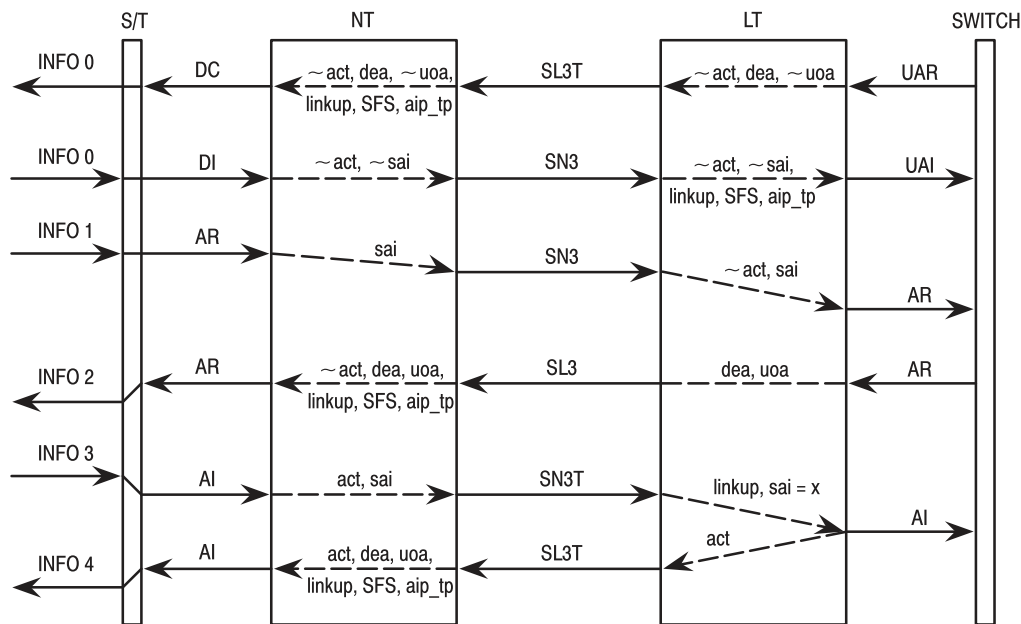 S/T NT LT SWITCH
INFO 0 DC ~act, dea, ~uoa, SL3T ~act, dea, ~uoa UAR
linkup, SFS, aip_tp
INFO 0 DI ~act, ~sai SN3 ~act, ~sai, UAI
linkup, SFS, aip_tp
INFO 1 AR sai SN3 ~act, sai AR
INFO 2 AR ~act, dea, uoa, SL3 dea, uoa AR
linkup, SFS, aip_tp
INFO 3 AI act, sai SN3T linkup, sai = x AI
act
INFO 4 AI act, dea, uoa, SL3T
linkup, SFS, aip_tp